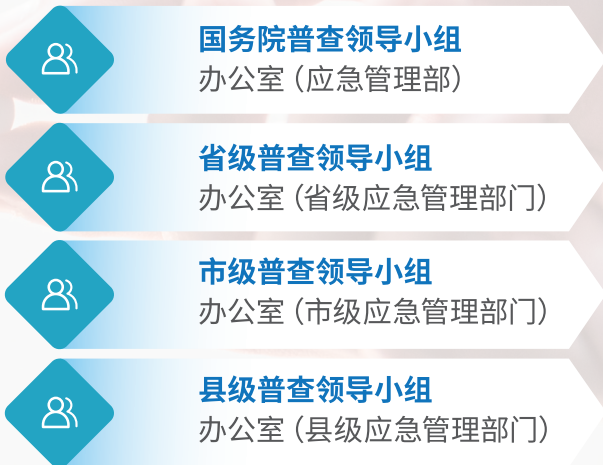 国务院普查领导小组
办公室（应急管理部）
省级普查领导小组
办公室（省级应急管理部门）
市级普查领导小组
办公室（市级应急管理部门）
县级普查领导小组
办公室（县级应急管理部门）